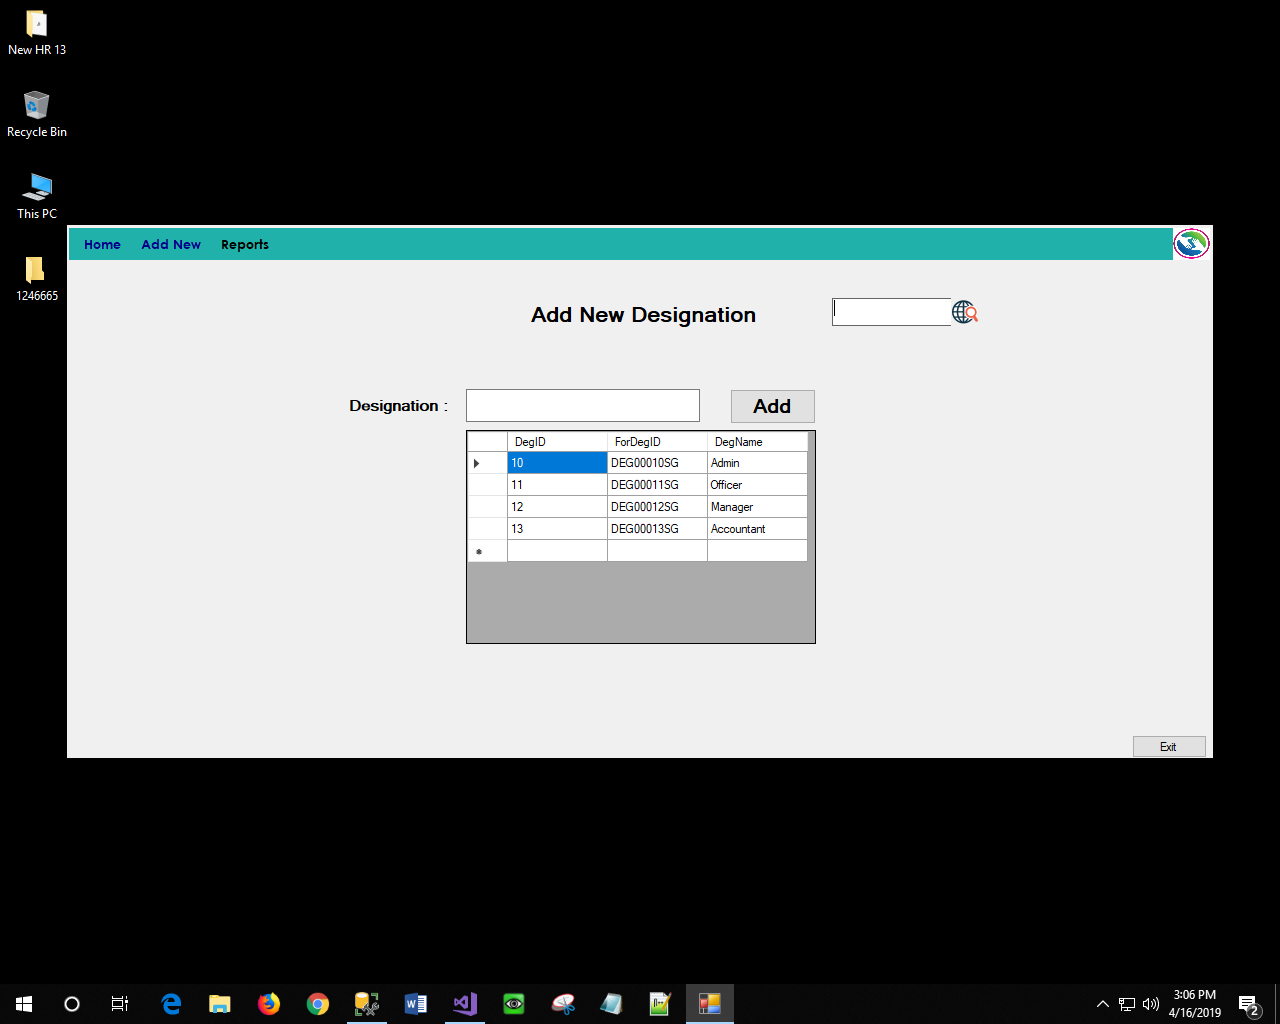 New HR 13
Recycle Bin
This PC
1246665
Home Add New Reports
Add New Designation
Designation : Add
DegID ForDegID DegName
10 DEG00010SG Admin
11 DEG00011SG Officer
12 DEG00012SG Manager
13 DEG00013SG Accountant
Exit
3:06 PM
4/16/2019
2